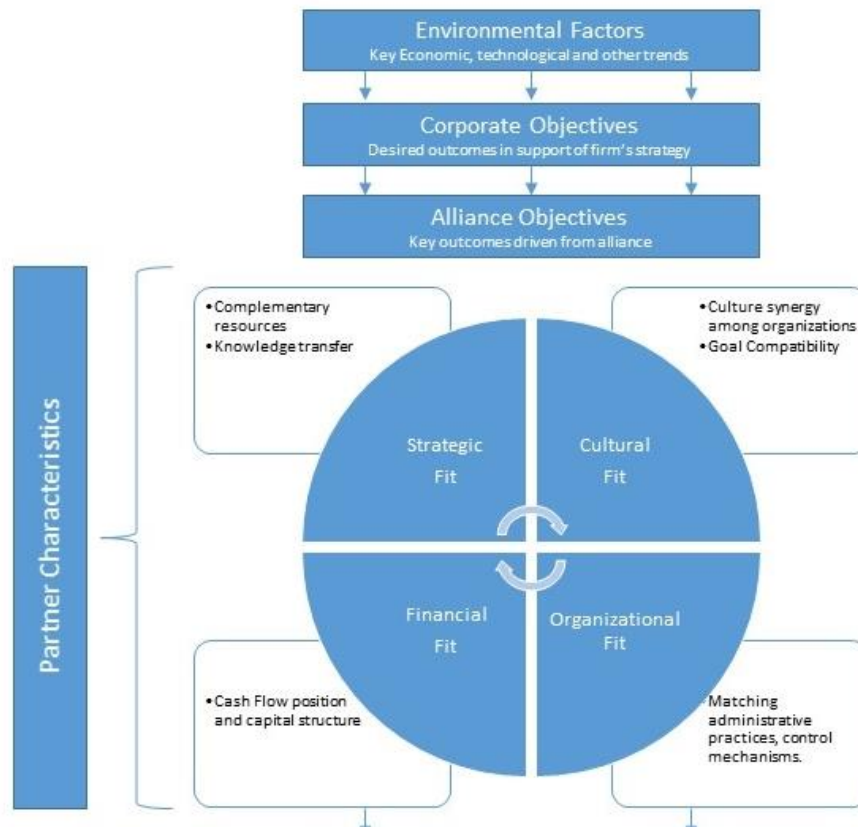 Environmental Factors
Key Economic, technological and other trends
Corporate Objectives
Desired outcomes in support of firm's strategy
Alliance Objectives
Key outcomes driven from alliance
Partner Characteristics
•Complementary
resources
•Knowledge transfer
•Culture synergy
among organizations
•Goal Compatibility
Strategic
Fit
Cultural
Fit
Financial
Fit
Organizational
Fit
•Cash Flow position
and capital structure
Matching
administrative
practices, control
mechanisms.